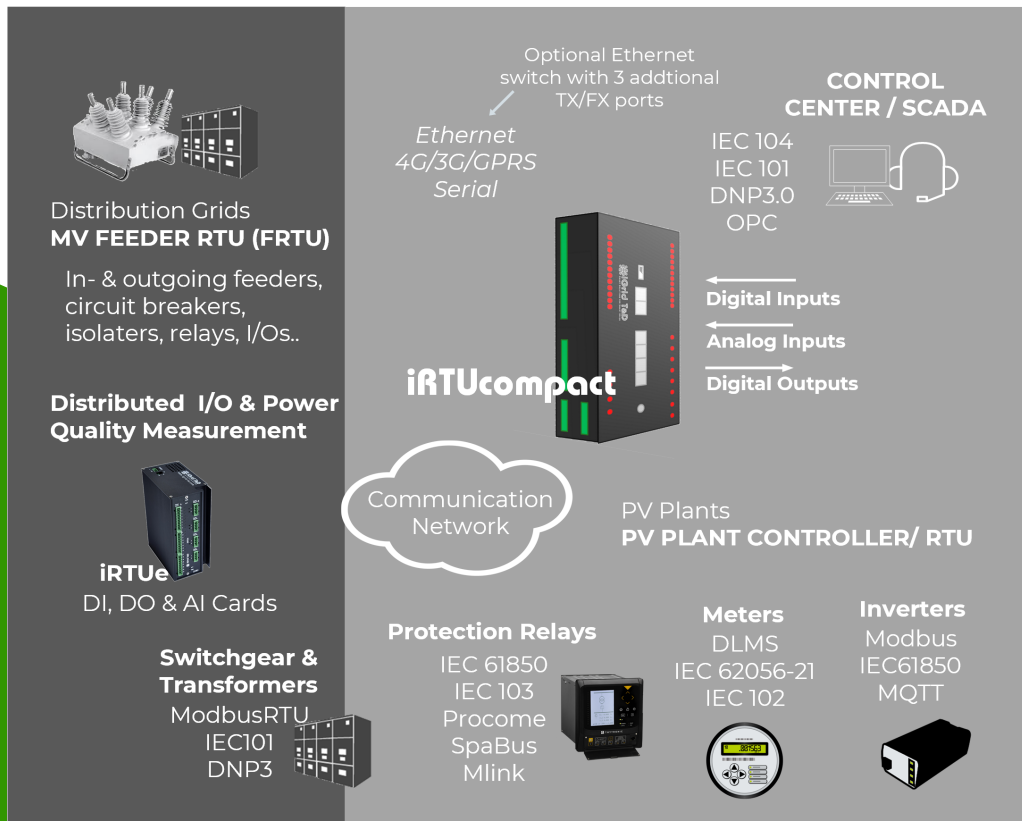 Optional Ethernet
switch with 3 addtional
TX/FX ports
Ethernet
4G/3G/GPRS
Serial
CONTROL
CENTER / SCADA
IEC 104
IEC 101
DNP3.0
OPC
Distribution Grids
MV FEEDER RTU (FRTU)
In- & outgoing feeders,
circuit breakers,
isolaters, relays, I/Os..
iGrid T&D
Digital Inputs
Analog Inputs
Digital Outputs
iRTUcompact
Distributed I/O & Power
Quality Measurement
iRTUe
DI, DO & AI Cards
Communication
Network
PV Plants
PV PLANT CONTROLLER/ RTU
Switchgear &
Transformers
ModbusRTU
IEC101
DNP3
Protection Relays
IEC 61850
IEC 103
Procome
SpaBus
Mlink
Meters
DLMS
IEC 62056-21
IEC 102
Inverters
Modbus
IEC61850
MQTT